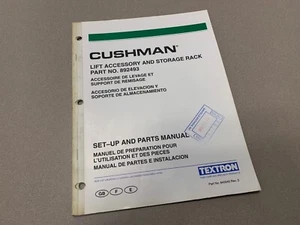 CUSHMAN®
LIFT ACCESSORY AND STORAGE RACK
PART NO. 892493
ACCESSOIRE DE LEVAGE ET
SUPPORT DE REMISAGE
ACCESORIO DE ELEVACION Y
SOPORTE DE ALMACENAMIENTO
SET-UP AND PARTS MANUAL
MANUEL DE PREPARATION POUR
L'UTILISATION ET DES PIECES
MANUAL DE PARTES E INSTALACION
TEXTRON
GB F E